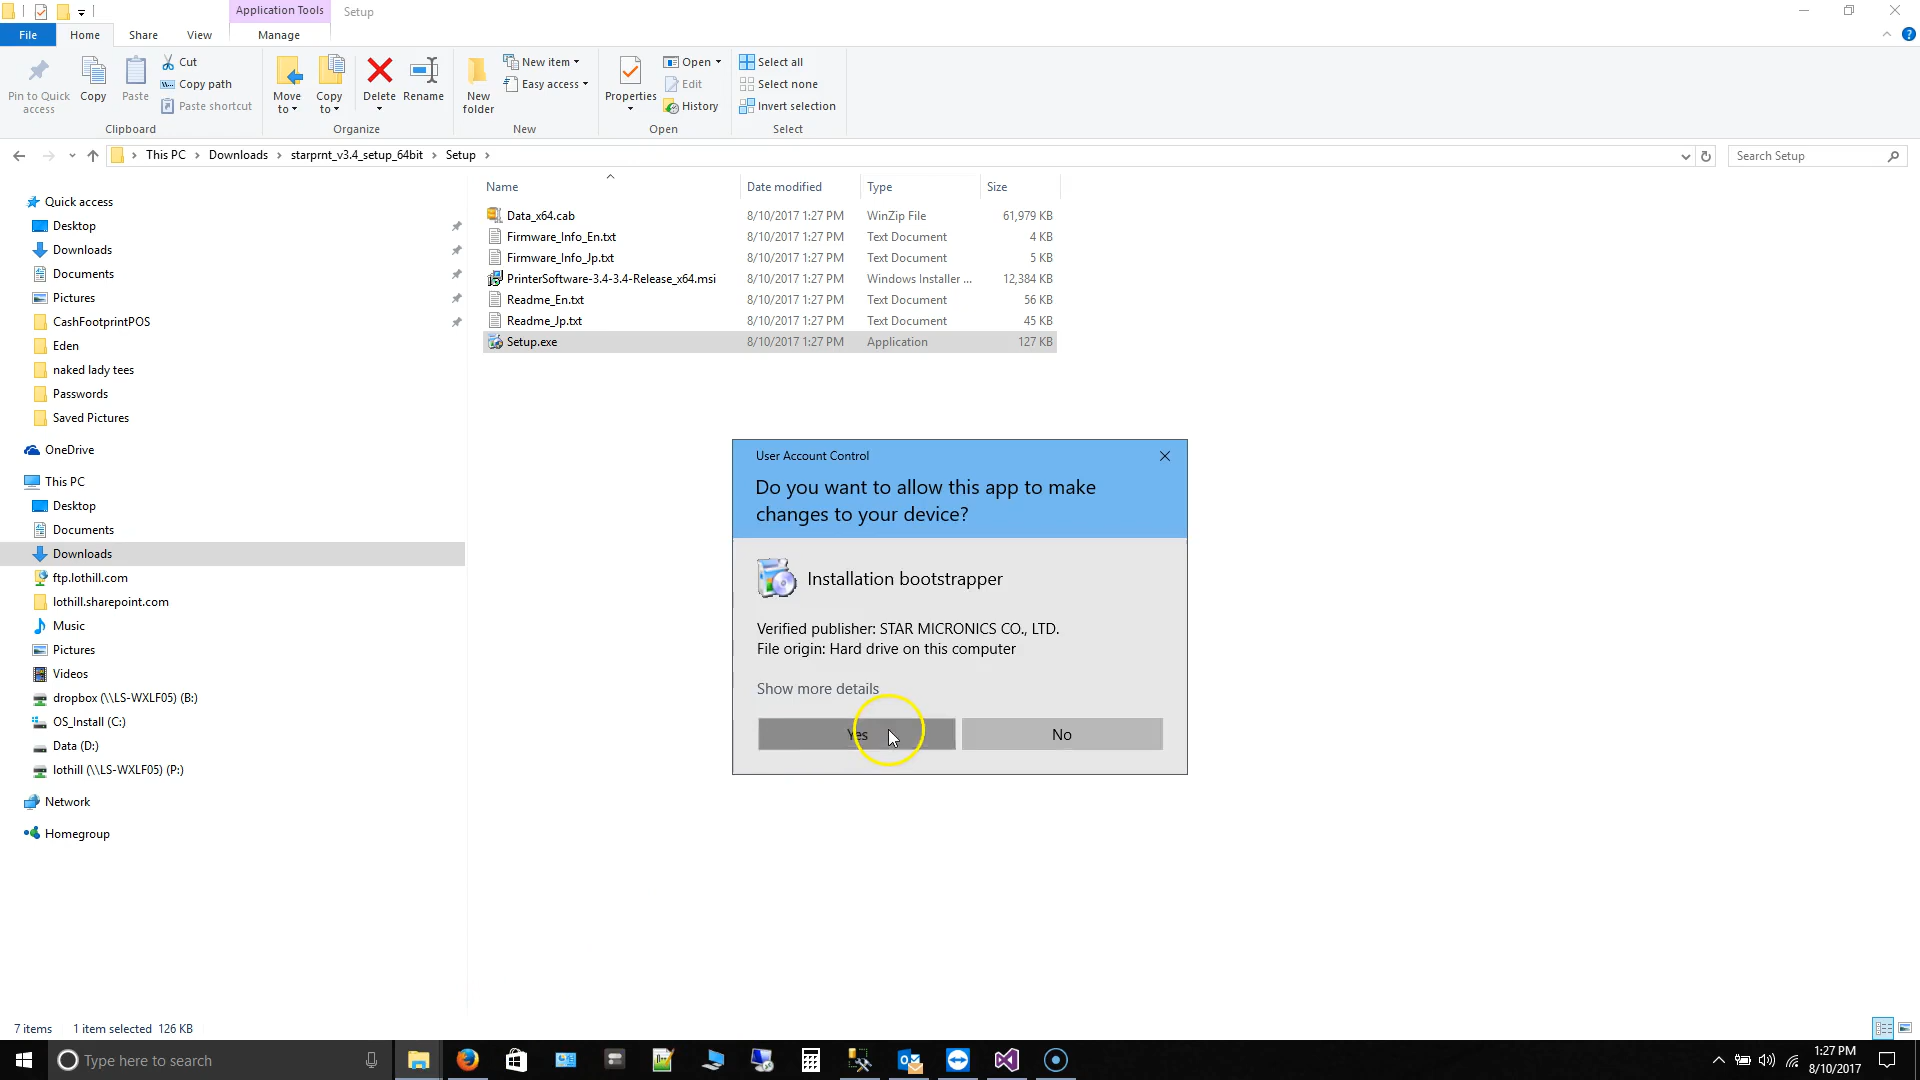 Application Tools
Setup
File
Home
Share
View
Manage
Pin to Quick
access
Copy
Paste
Cut
Copy path
Paste shortcut
Clipboard
Move
to
Copy
to
Delete
Rename
Organize
New
folder
New item
Easy access
New
Properties
Open
Edit
History
Open
Select all
Select none
Invert selection
Select
This PC
Downloads
starprnt_v3.4_setup_64bit
Setup
Search Setup
Quick access
Desktop
Downloads
Documents
Pictures
CashFootprintPOS
Eden
naked lady tees
Passwords
Saved Pictures
OneDrive
This PC
Desktop
Documents
Downloads
ftp.lothill.com
lothill.sharepoint.com
Music
Pictures
Videos
dropbox (\\LS-WXLF05) (B:)
OS_Install (C:)
Data (D:)
lothill (\\LS-WXLF05) (P:)
Network
Homegroup
Name Date modified Type Size
Data_x64.cab 8/10/2017 1:27 PM WinZip File 61,979 KB
Firmware_Info_En.txt 8/10/2017 1:27 PM Text Document 4 KB
Firmware_Info_Jp.txt 8/10/2017 1:27 PM Text Document 5 KB
PrinterSoftware-3.4-3.4-Release_x64.msi 8/10/2017 1:27 PM Windows Installer ... 12,384 KB
Readme_En.txt 8/10/2017 1:27 PM Text Document 56 KB
Readme_Jp.txt 8/10/2017 1:27 PM Text Document 45 KB
Setup.exe 8/10/2017 1:27 PM Application 127 KB
User Account Control
Do you want to allow this app to make
changes to your device?
Installation bootstrapper
Verified publisher: STAR MICRONICS CO., LTD.
File origin: Hard drive on this computer
Show more details
Yes
No
7 items
1 item selected 126 KB
Type here to search
1:27 PM
8/10/2017